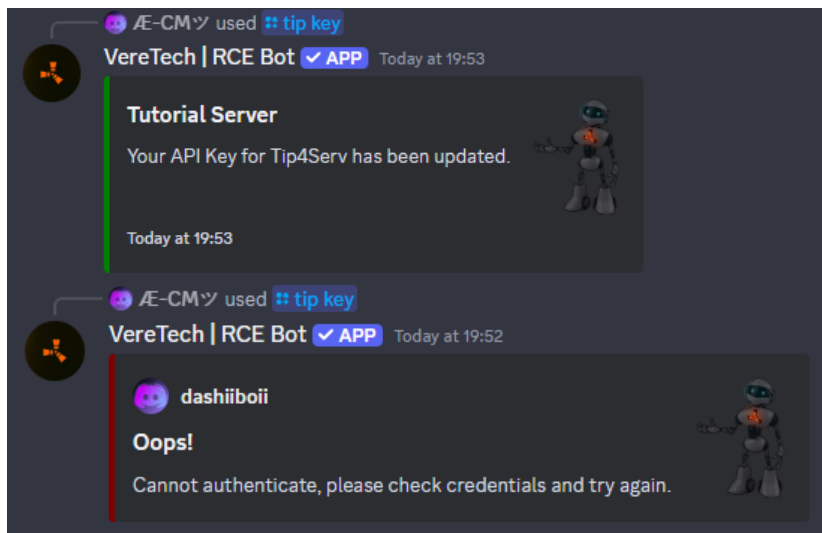 Æ-CMツ used tip key
VereTech | RCE Bot ✓ APP Today at 19:53
Tutorial Server
Your API Key for Tip4Serv has been updated.
Today at 19:53
Æ-CMツ used tip key
VereTech | RCE Bot ✓ APP Today at 19:52
dashiiboii
Oops!
Cannot authenticate, please check credentials and try again.